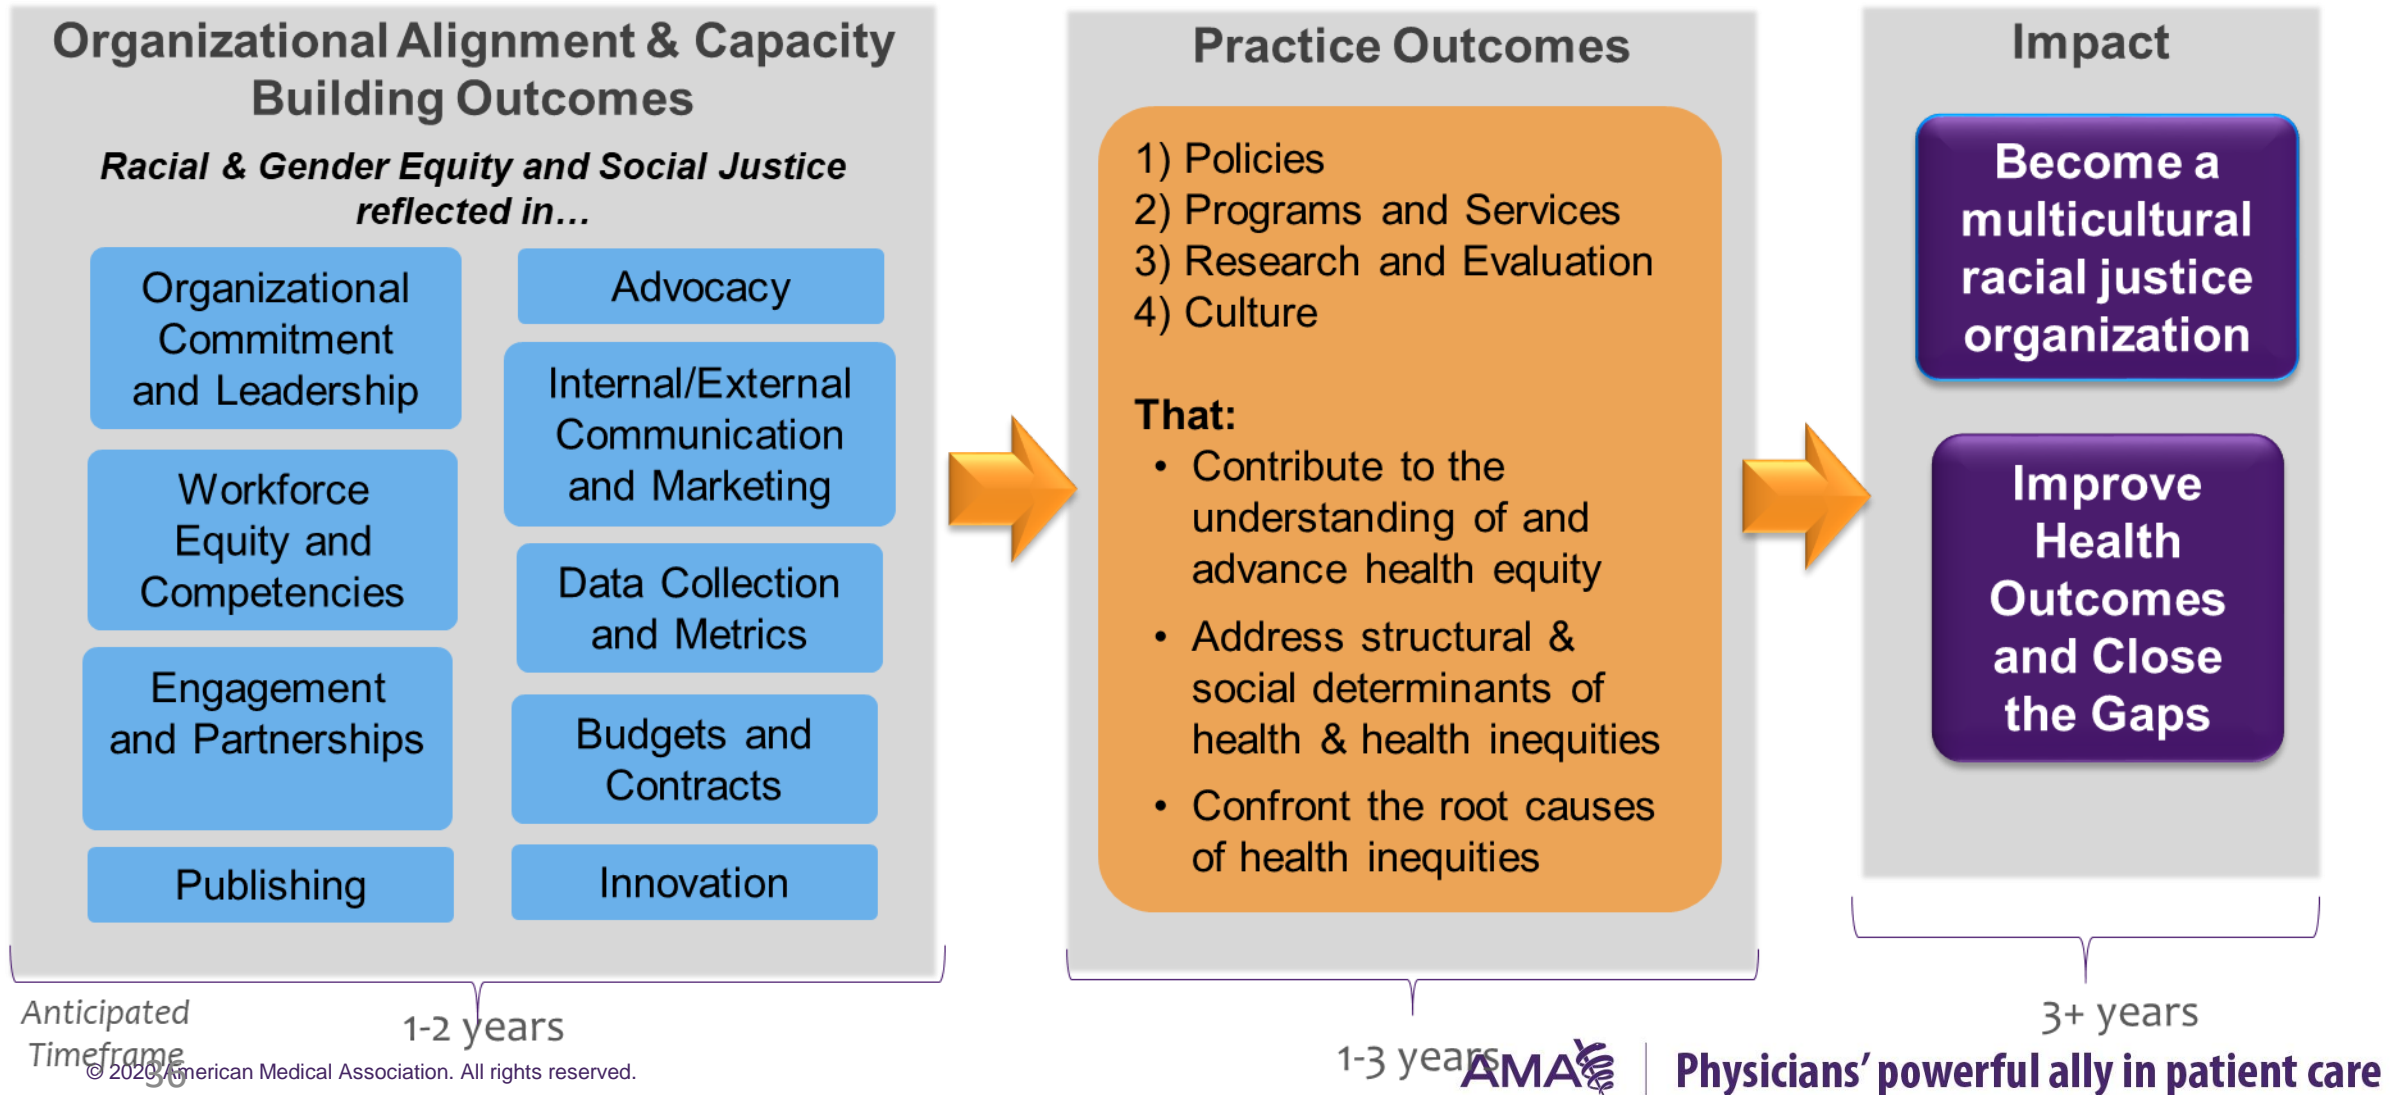 Organizational Alignment & Capacity
Building Outcomes
Racial & Gender Equity and Social Justice
reflected in…
Organizational
Commitment
and Leadership
Workforce
Equity and
Competencies
Engagement
and Partnerships
Publishing
Advocacy
Internal/External
Communication
and Marketing
Data Collection
and Metrics
Budgets and
Contracts
Innovation
Practice Outcomes
1) Policies
2) Programs and Services
3) Research and Evaluation
4) Culture
That:
• Contribute to the
understanding of and
advance health equity
• Address structural &
social determinants of
health & health inequities
• Confront the root causes
of health inequities
Impact
Become a
multicultural
racial justice
organization
Improve
Health
Outcomes
and Close
the Gaps
Anticipated
Timeframe
1-2 years
1-3 years
3+ years
36
© 2020 American Medical Association. All rights reserved.
AMA
Physicians’ powerful ally in patient care